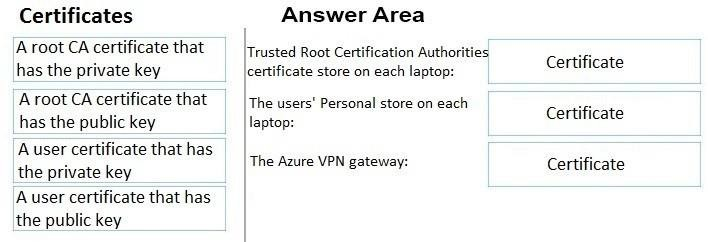 Certificates
A root CA certificate that
has the private key
A root CA certificate that
has the public key
A user certificate that has
the private key
A user certificate that has
the public key
Answer Area
Trusted Root Certification Authorities
certificate store on each laptop:
Certificate
The users' Personal store on each
laptop:
Certificate
The Azure VPN gateway:
Certificate